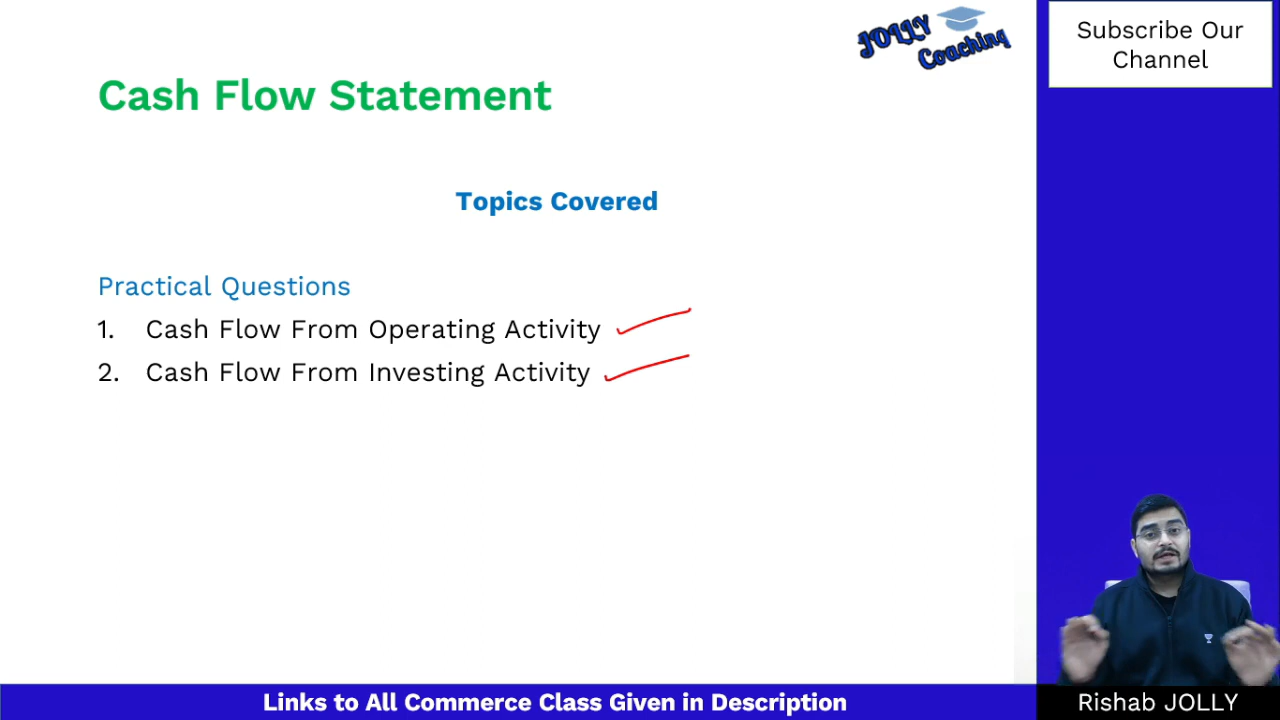 JOLLY
Coaching
Subscribe Our
Channel
Cash Flow Statement
Topics Covered
Practical Questions
1. Cash Flow From Operating Activity
2. Cash Flow From Investing Activity
Links to All Commerce Class Given in Description
Rishab JOLLY